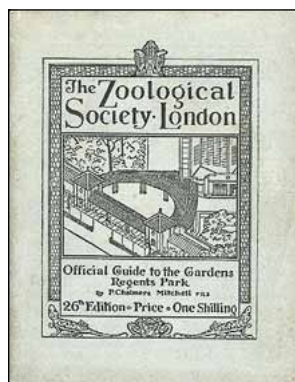 The Zoological
Society · London
Official Guide to the Gardens
Regents Park
By P. Chalmers Mitchell FRS
26th Edition • Price • One Shilling